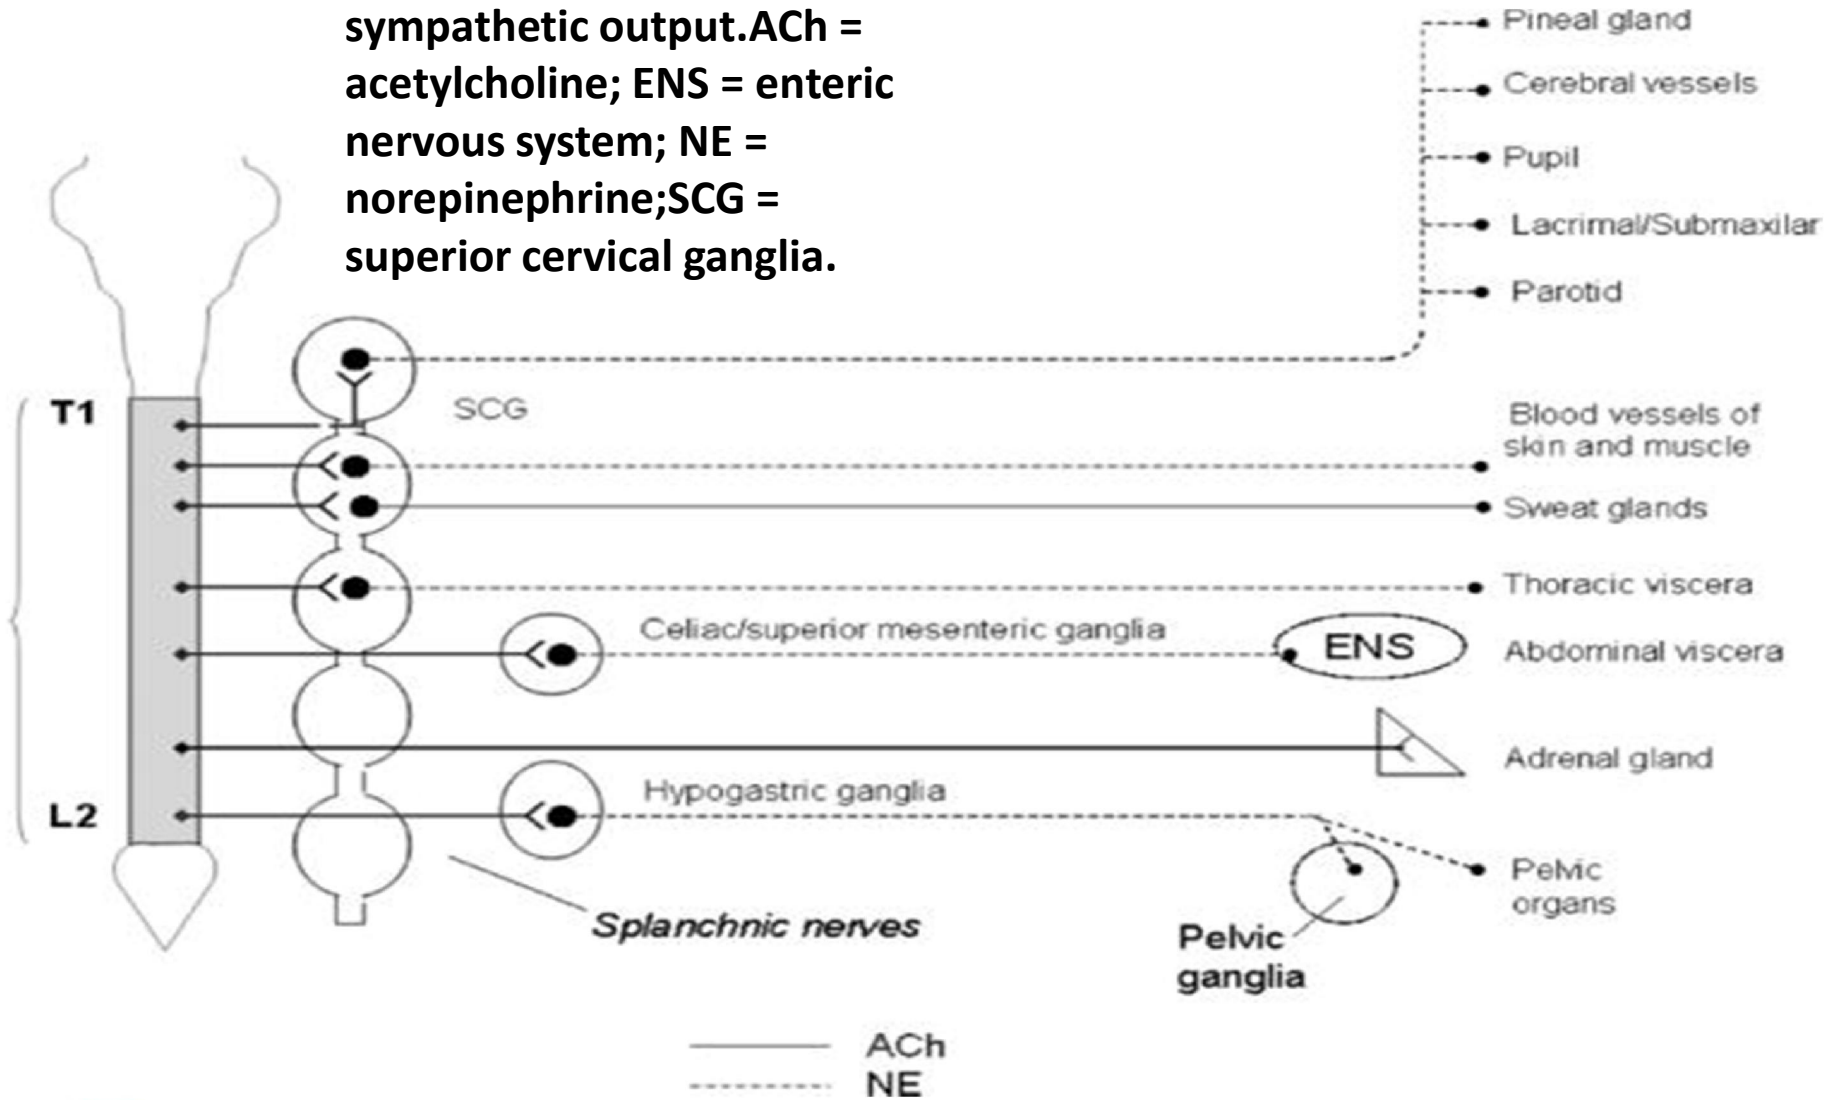 sympathetic output.ACh =
acetylcholine; ENS = enteric
nervous system; NE =
norepinephrine;SCG =
superior cervical ganglia.
Pineal gland
Cerebral vessels
Pupil
Lacrimal/Submaxilar
Parotid
T1
SCG
Blood vessels of
skin and muscle
Sweat glands
Thoracic viscera
Celiac/superior mesenteric ganglia
ENS
Abdominal viscera
Adrenal gland
Hypogastric ganglia
L2
Pelvic
organs
Splanchnic nerves
Pelvic
ganglia
ACh
NE